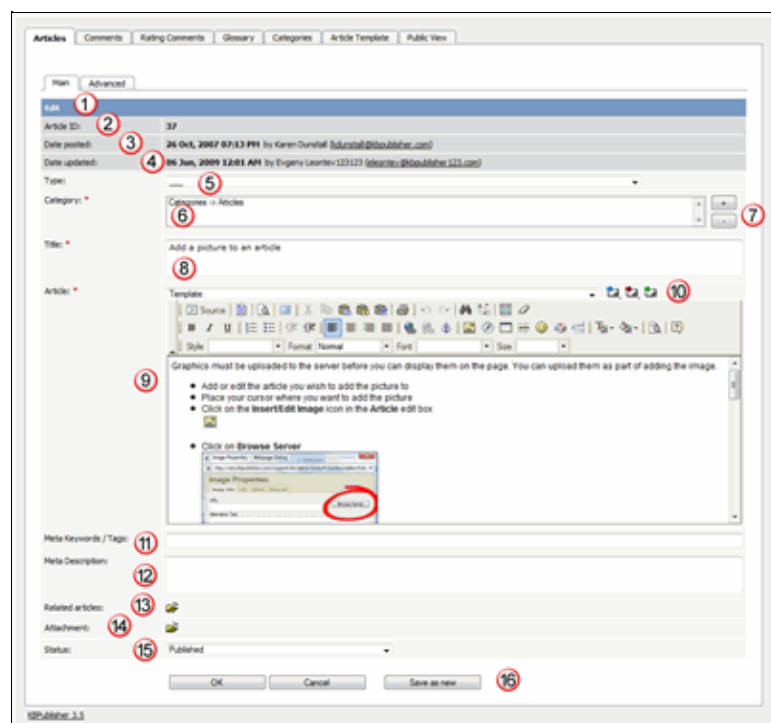 Articles Comments Rating Comments Glossary Categories Article Template Public View
Main Advanced
Edit 1
Article ID: 2 37
Date posted: 3 26 Oct, 2007 07:13 PM by Karen Dunstall (kdunstall@kbpublisher.com)
Date updated: 4 06 Jun, 2009 12:01 AM by Evgeny Leontev123123 (eleontev@kbpublisher123.com)
Type: ___ 5
Category: * Categories -> Articles + 7
6 -
Title: * Add a picture to an article
8
Article: * Template: 10
Source
B I U
Style Format Normal Font Size
Graphics must be uploaded to the server before you can display them on the page. You can upload them as part of adding the image.
9
• Add or edit the article you wish to add the picture to
• Place your cursor where you want to add the picture
• Click on the Insert/Edit Image icon in the Article edit box
• Click on Browse Server
Image Properties
URL
Browse Server
Meta Keywords / Tags: 11
Meta Description: 12
Related articles: 13
Attachment: 14
Status: 15 Published
OK Cancel Save as new 16
KBPublisher 3.5